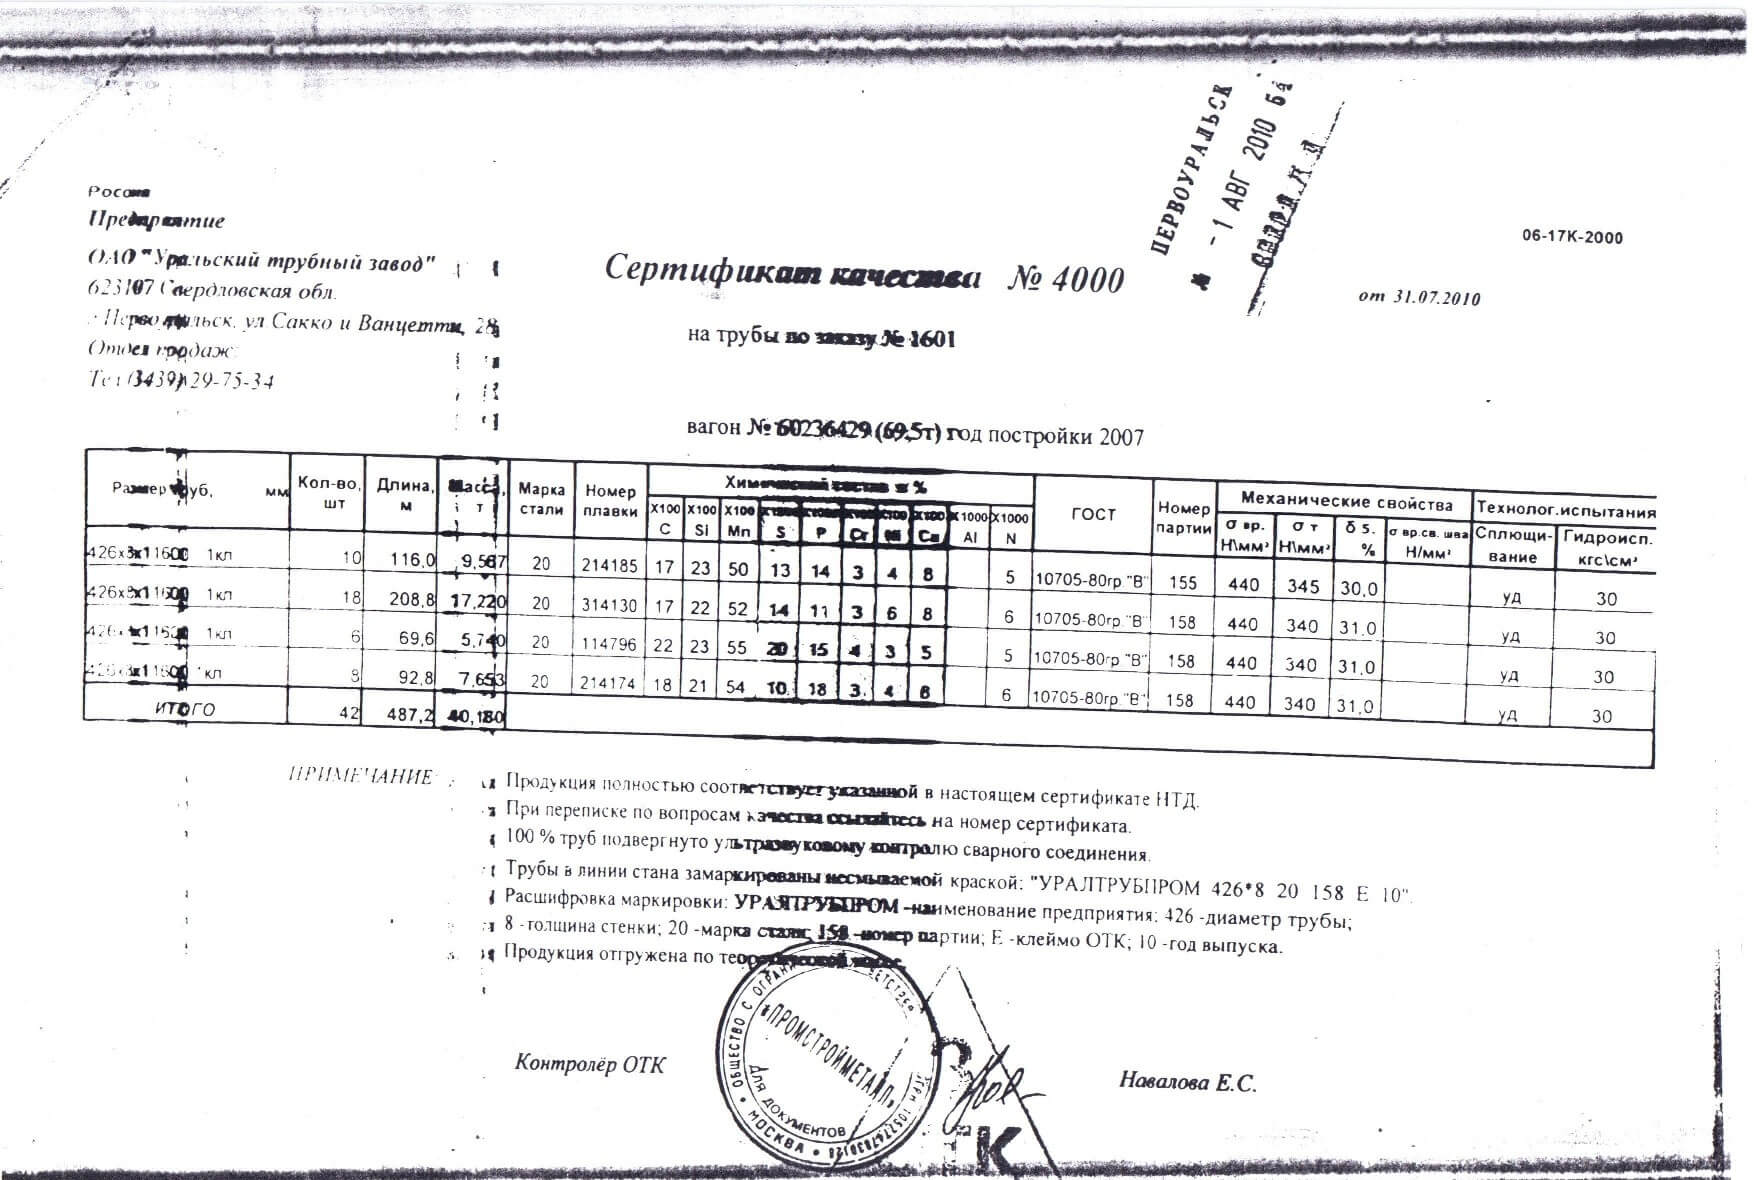 ПЕРВОУРАЛЬСК
- 1 АВГ 2010
06-17К-2000
Россия
Предприятие
ОАО "Уральский трубный завод"
623107 Свердловская обл.
ул Сакко и Ванцетти, 28
Отдел продаж:
Тел (3439) 29-75-34
Сертификат качества № 4000
от 31.07.2010
на трубы по заказу № 1601
вагон № 60236429 (69,5т) год постройки 2007
Размер труб, мм | Кол-во, шт | Длина, м | Масса, т | Марка стали | Номер плавки | Химический состав в % | ГОСТ | Номер партии | Механические свойства | Технолог.испытания
X100 C | X100 Si | X100 Mn | S | P | Cr | Ni | Cu | X1000 Al | X1000 N | σ вр. Н\мм² | σ т Н\мм² | δ 5. % | σ вр.св. шва Н/мм² | Сплющивание | Гидроисп. кгс\см²
426х8х11600 1кл | 10 | 116,0 | 9,567 | 20 | 214185 | 17 | 23 | 50 | 13 | 14 | 3 | 4 | 8 | 5 | 10705-80гр "В" | 155 | 440 | 345 | 30,0 | уд | 30
426х8х11600 1кл | 18 | 208,8 | 17,220 | 20 | 314130 | 17 | 22 | 52 | 14 | 11 | 3 | 6 | 8 | 6 | 10705-80гр."В" | 158 | 440 | 340 | 31,0 | уд | 30
426х8х11600 1кл | 6 | 69,6 | 5,740 | 20 | 114796 | 22 | 23 | 55 | 20 | 15 | 4 | 3 | 5 | 5 | 10705-80гр "В" | 158 | 440 | 340 | 31,0 | уд | 30
426х8х11600 1кл | 8 | 92,8 | 7,653 | 20 | 214174 | 18 | 21 | 54 | 10 | 18 | 3 | 4 | 6 | 10705-80гр."В" | 158 | 440 | 340 | 31,0 | уд | 30
ИТОГО | 42 | 487,2 | 40,180
ПРИМЕЧАНИЕ
Продукция полностью соответствует указанной в настоящем сертификате НТД.
При переписке по вопросам качества ссылайтесь на номер сертификата.
100 % труб подвергнуто ультразвуковому контролю сварного соединения.
Трубы в линии стана замаркированы несмываемой краской: "УРАЛТРУБПРОМ 426*8 20 158 Е 10".
Расшифровка маркировки: УРАЛТРУБПРОМ -наименование предприятия; 426 -диаметр трубы;
8 -толщина стенки; 20 -марка стали; 158 -номер партии; Е -клеймо ОТК; 10 -год выпуска.
Продукция отгружена по теоретической массе.
ОБЩЕСТВО С
"ПРОМСТРОЙМЕТАЛЛ"
ДЛЯ ДОКУМЕНТОВ
МОСКВА
Контролёр ОТК
Навалова Е.С.